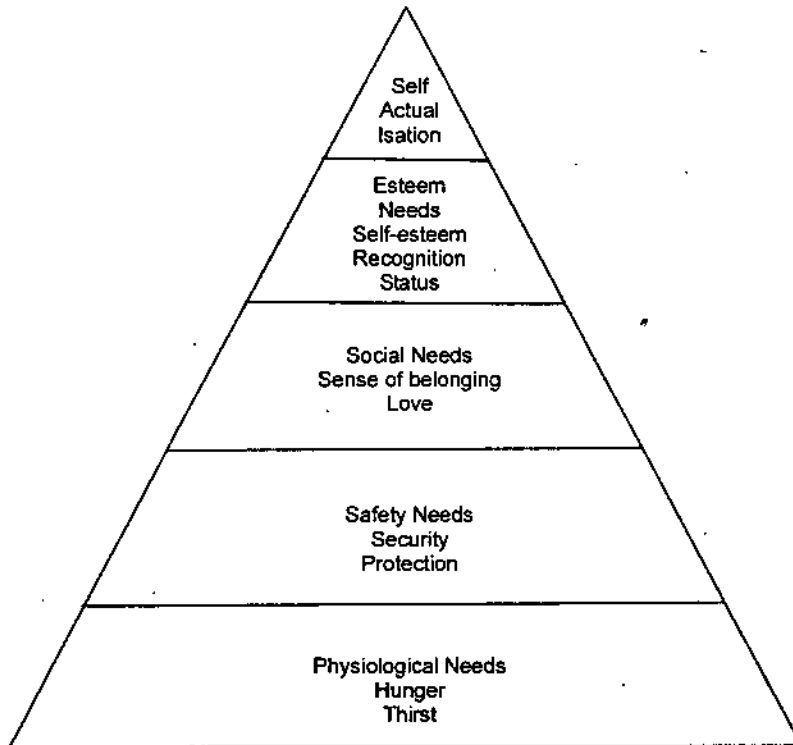 Self
Actual
Isation
Esteem
Needs
Self-esteem
Recognition
Status
Social Needs
Sense of belonging
Love
Safety Needs
Security
Protection
Physiological Needs
Hunger
Thirst